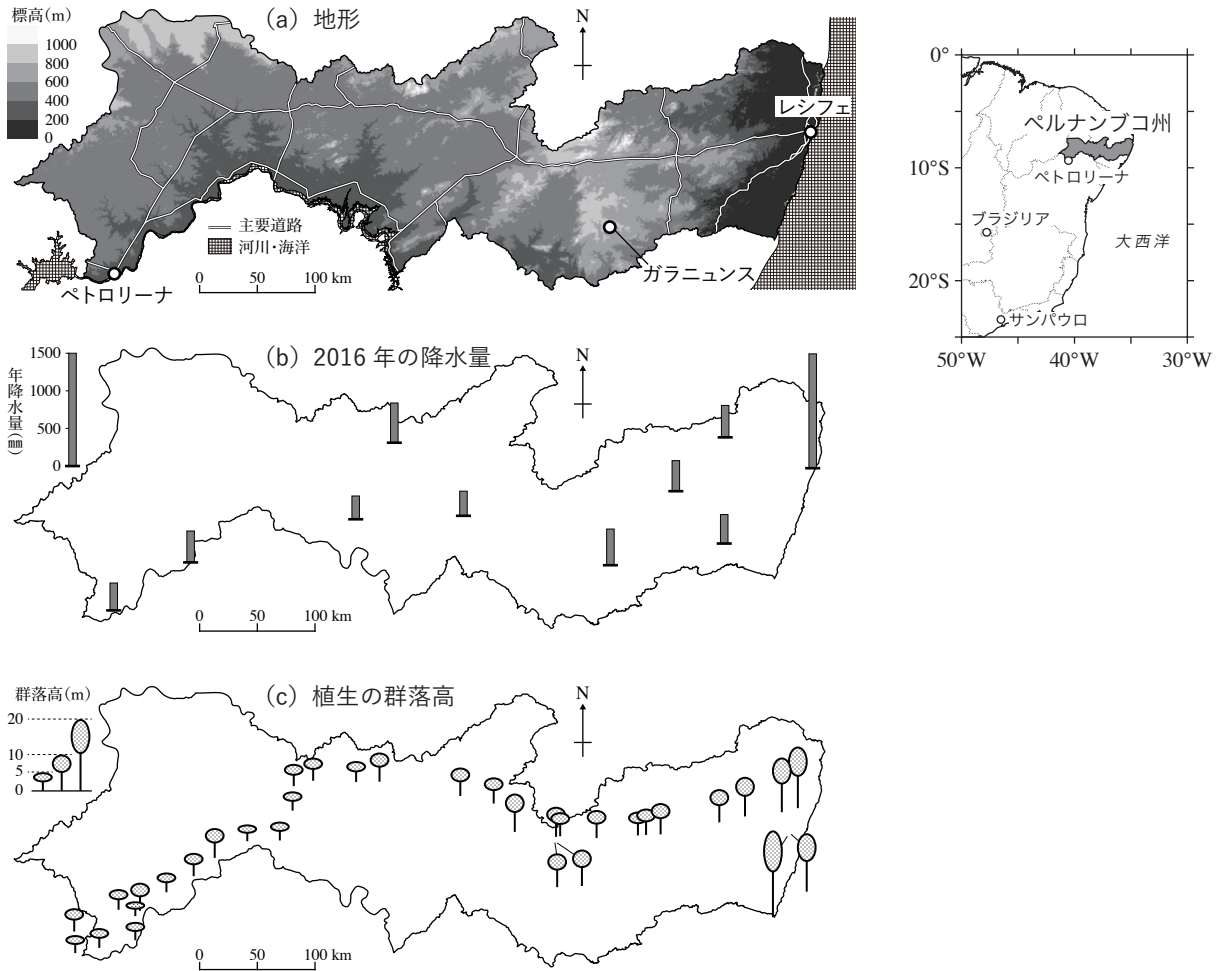 標高(m)
1000
800
600
400
200
0
(a) 地形
N
レシフェ
主要道路
河川・海洋
0 50 100 km
ペトロリーナ
ガラニュンス
0°
10°S
20°S
50°W 40°W 30°W
ペルナンブコ州
ペトロリーナ
ブラジリア
大西洋
サンパウロ
(b) 2016 年の降水量
N
年降水量(㎜)
1500
1000
500
0
0 50 100 km
(c) 植生の群落高
N
群落高(m)
20
10
5
0
0 50 100 km